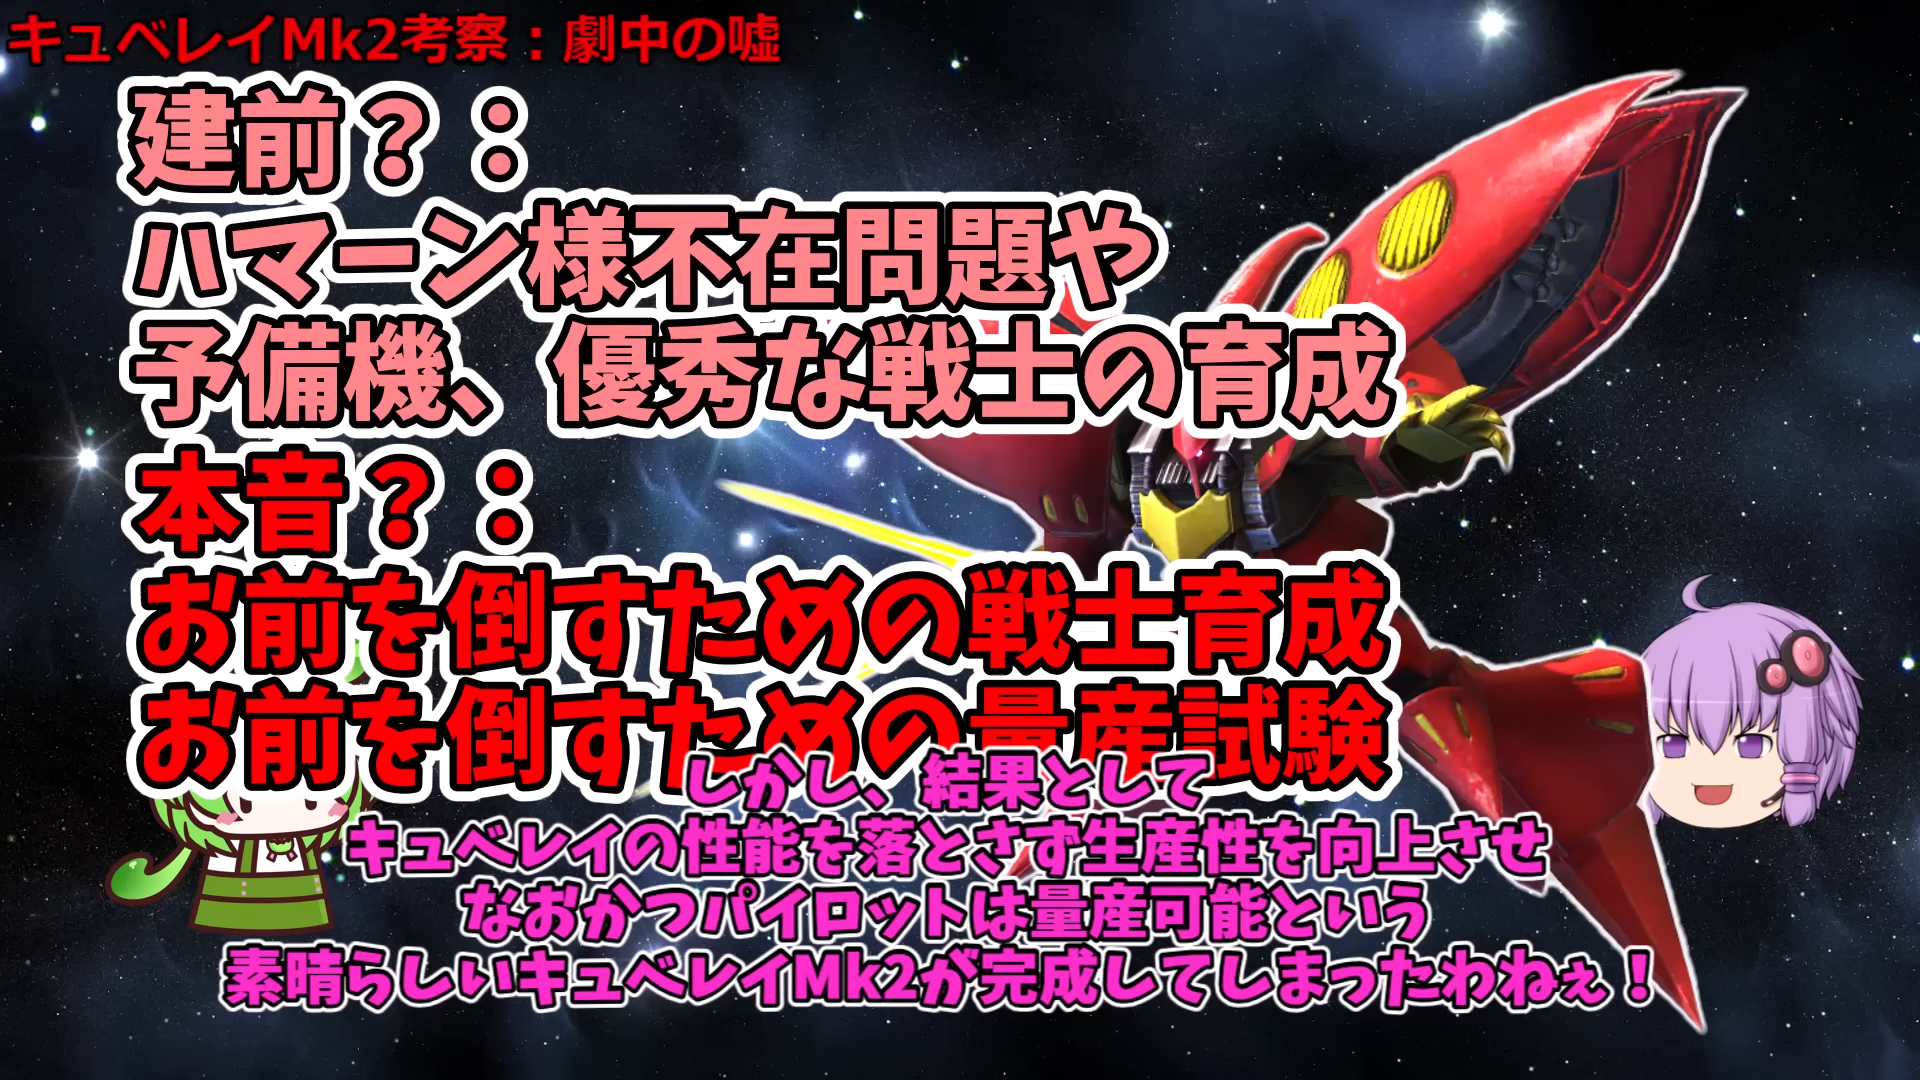 キュベレイMk2考察：劇中の嘘
建前？：
ハマーン様不在問題や
予備機、優秀な戦士の育成
本音？：
お前を倒すための戦士育成
お前を倒すための量産試験
しかし、結果として
キュベレイの性能を落とさず生産性を向上させ
なおかつパイロットは量産可能という
素晴らしいキュベレイMk2が完成してしまったわねぇ！